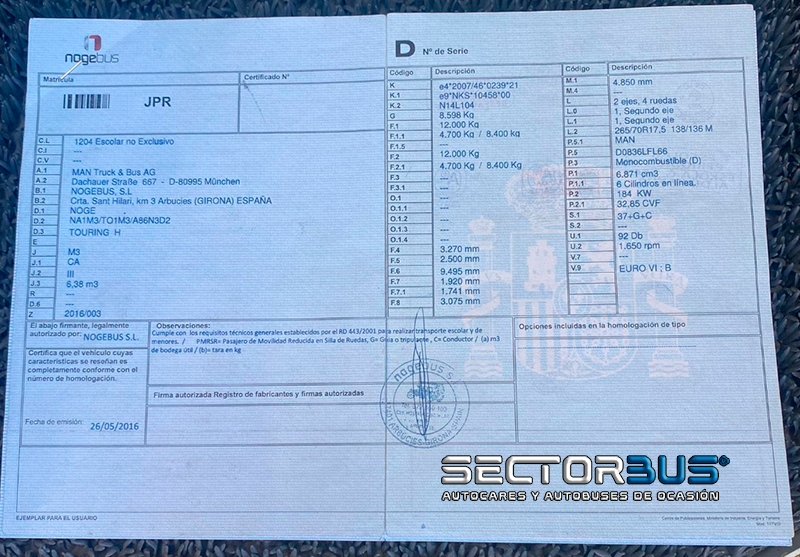 nogebus
D Nº de Serie
Matrícula
Certificado Nº
JPR
C.L 1204 Escolar no Exclusivo
C.I ---
C.V ---
A.1 MAN Truck & Bus AG
A.2 Dachauer Straße 667 - D-80995 München
B.1 NOGEBUS, S.L
B.2 Crta. Sant Hilari, km 3 Arbucies (GIRONA) ESPAÑA
D.1 NOGE
D.2 NA1M3/TO1M3/A86N3D2
D.3 TOURING H
E
J M3
J.1 CA
J.2 III
J.3 6,38 m3
R ---
D.6 ---
Z 2016/003
Código Descripción
K e4*2007/46*0239*21
K.1 e9*NKS*10458*00
K.2 N14L104
G 8.598 Kg
F.1 12.000 Kg
F.1.1 4.700 Kg / 8.400 kg
F.1.5 ---
F.2 12.000 Kg
F.2.1 4.700 Kg / 8.400 Kg
F.3 ---
F.3.1 ---
O.1 ---
O.1.1 ---
O.1.2 ---
O.1.3 ---
O.1.4 ---
F.4 3.270 mm
F.5 2.500 mm
F.6 9.495 mm
F.7 1.920 mm
F.7.1 1.741 mm
F.8 3.075 mm
Código Descripción
M.1 4.850 mm
M.4 ---
L 2 ejes, 4 ruedas
L.0 1, Segundo eje
L.1 1, Segundo eje
L.2 265/70R17,5 138/136 M
P.5.1 MAN
P.5 D0836LFL66
P.3 Monocombustible (D)
P.1 6.871 cm3
P.1.1 6 Cilindros en línea.
P.2 184 KW
P.2.1 32,85 CVF
S.1 37+G+C
S.2 ---
U.1 92 Db
U.2 1.650 rpm
V.7 ---
V.9 EURO VI ; B
El abajo firmante, legalmente
autorizado por: NOGEBUS S.L.
Certifica que el vehículo cuyas
características se reseñan es
completamente conforme con el
número de homologación.
Fecha de emisión: 26/05/2016
Observaciones:
Cumple con los requisitos técnicos generales establecidos por el RD 443/2001 para realizar transporte escolar y de
menores. / PMRSR= Pasajero de Movilidad Reducida en Silla de Ruedas, G= Guía o tripulante, C= Conductor / (a) m3
de bodega útil / (b)= tara en kg
Firma autorizada Registro de fabricantes y firmas autorizadas
Opciones incluidas en la homologación de tipo
nogebus S.
ARBUCIES-GIRONA-SPAIN
SECTORBUS®
AUTOCARES Y AUTOBUSES DE OCASIÓN
EJEMPLAR PARA EL USUARIO